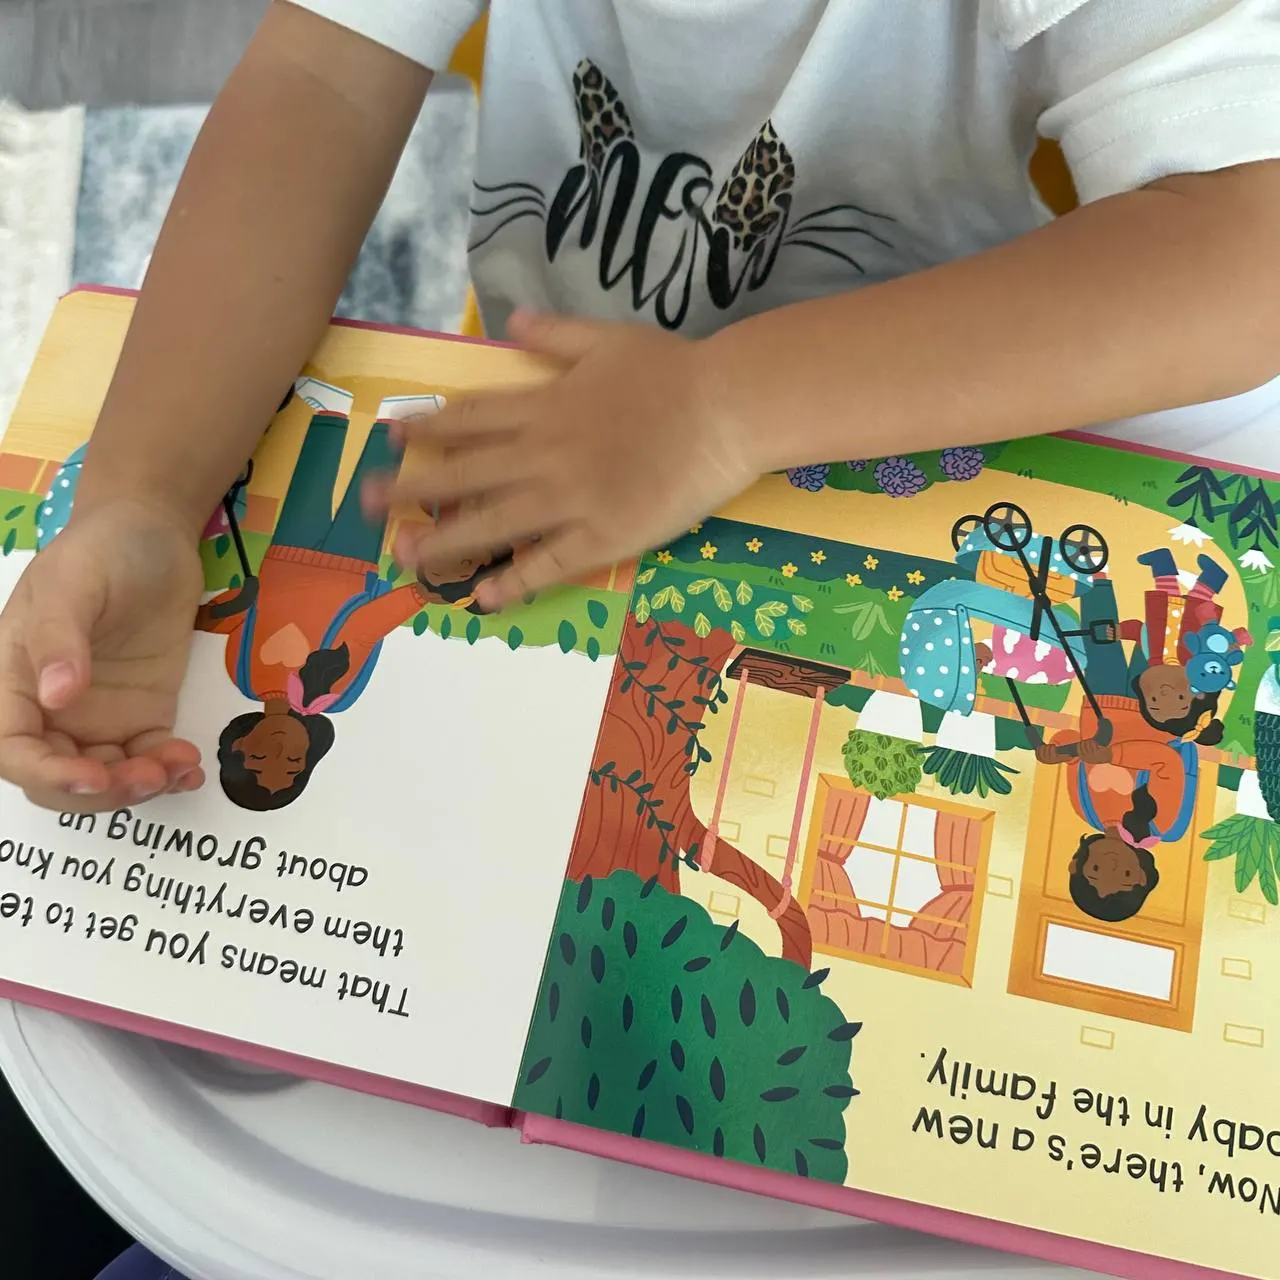 meow
Now, there's a new
baby in the family.
That means you get to te
them everything you kno
about growing up